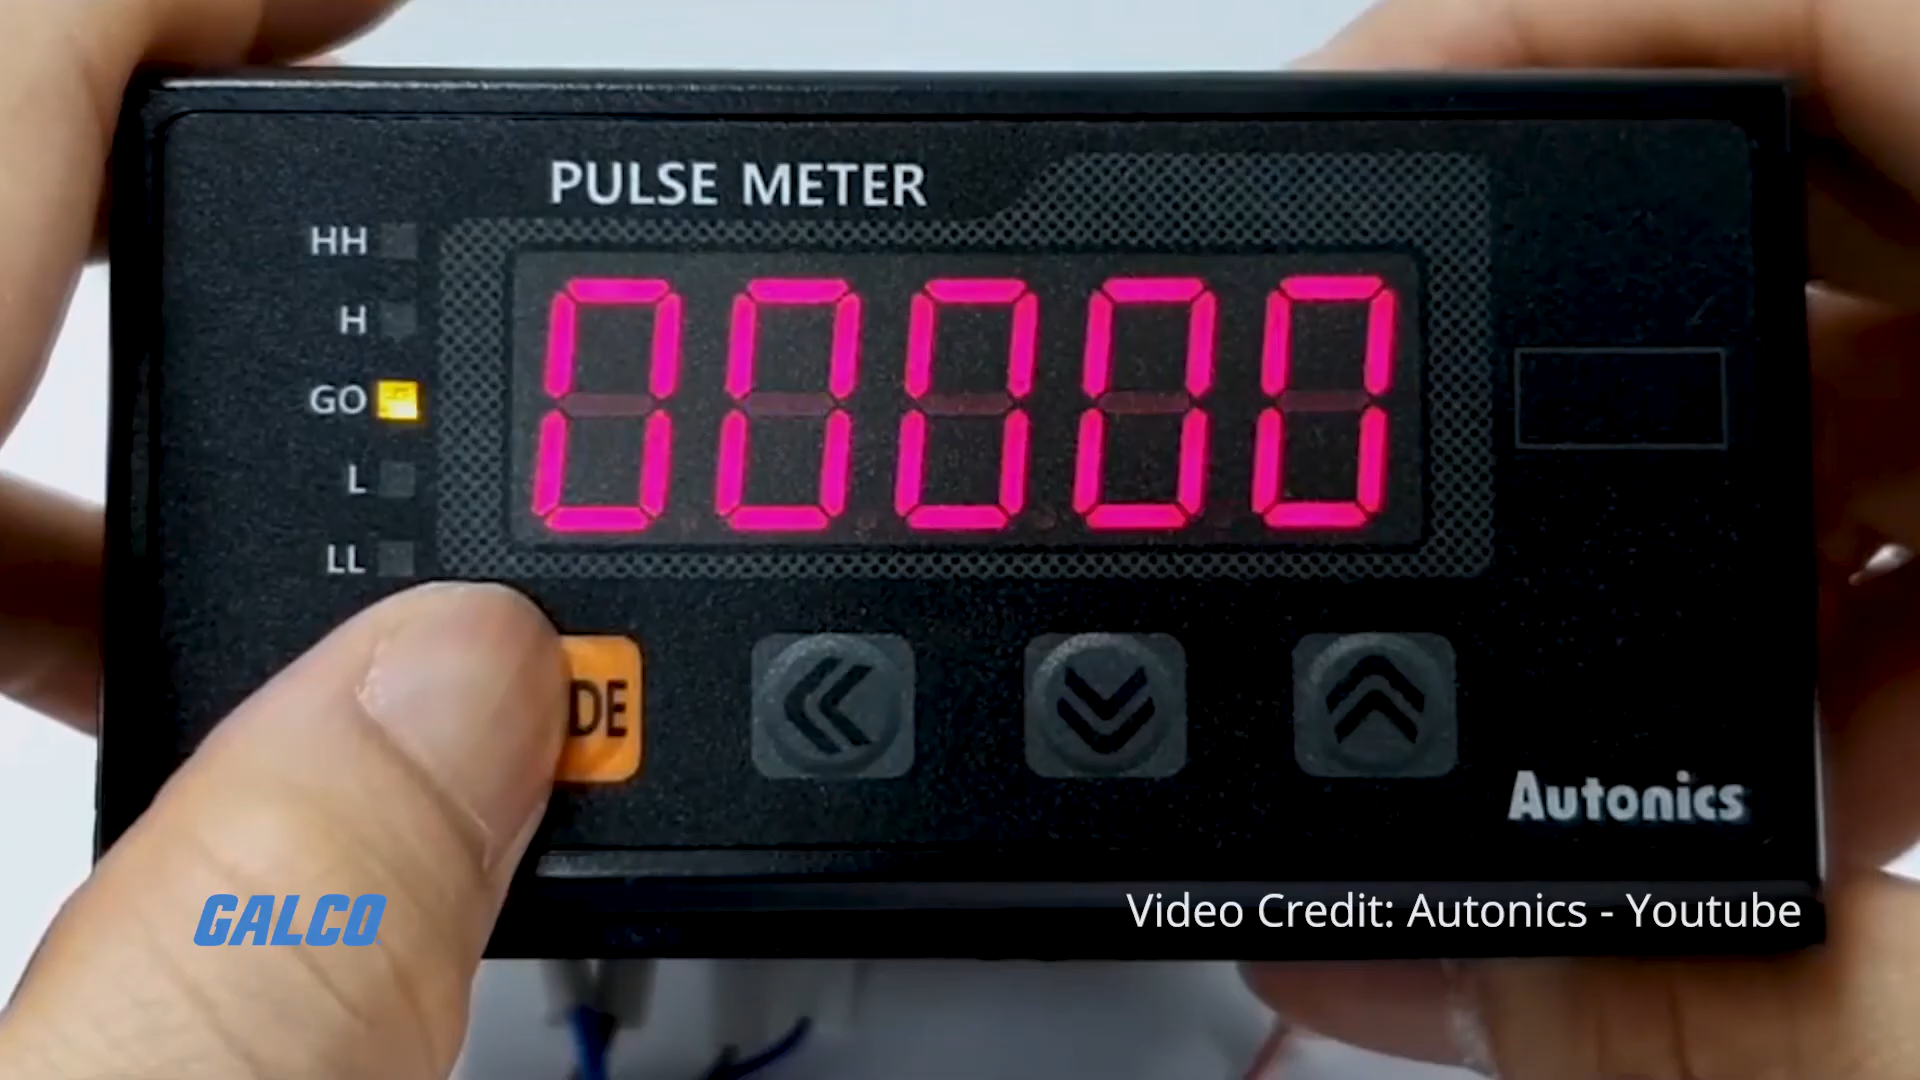 PULSE METER
HH
H
GO
L
LL
00000
DE
Autonics
GALCO
Video Credit: Autonics - Youtube